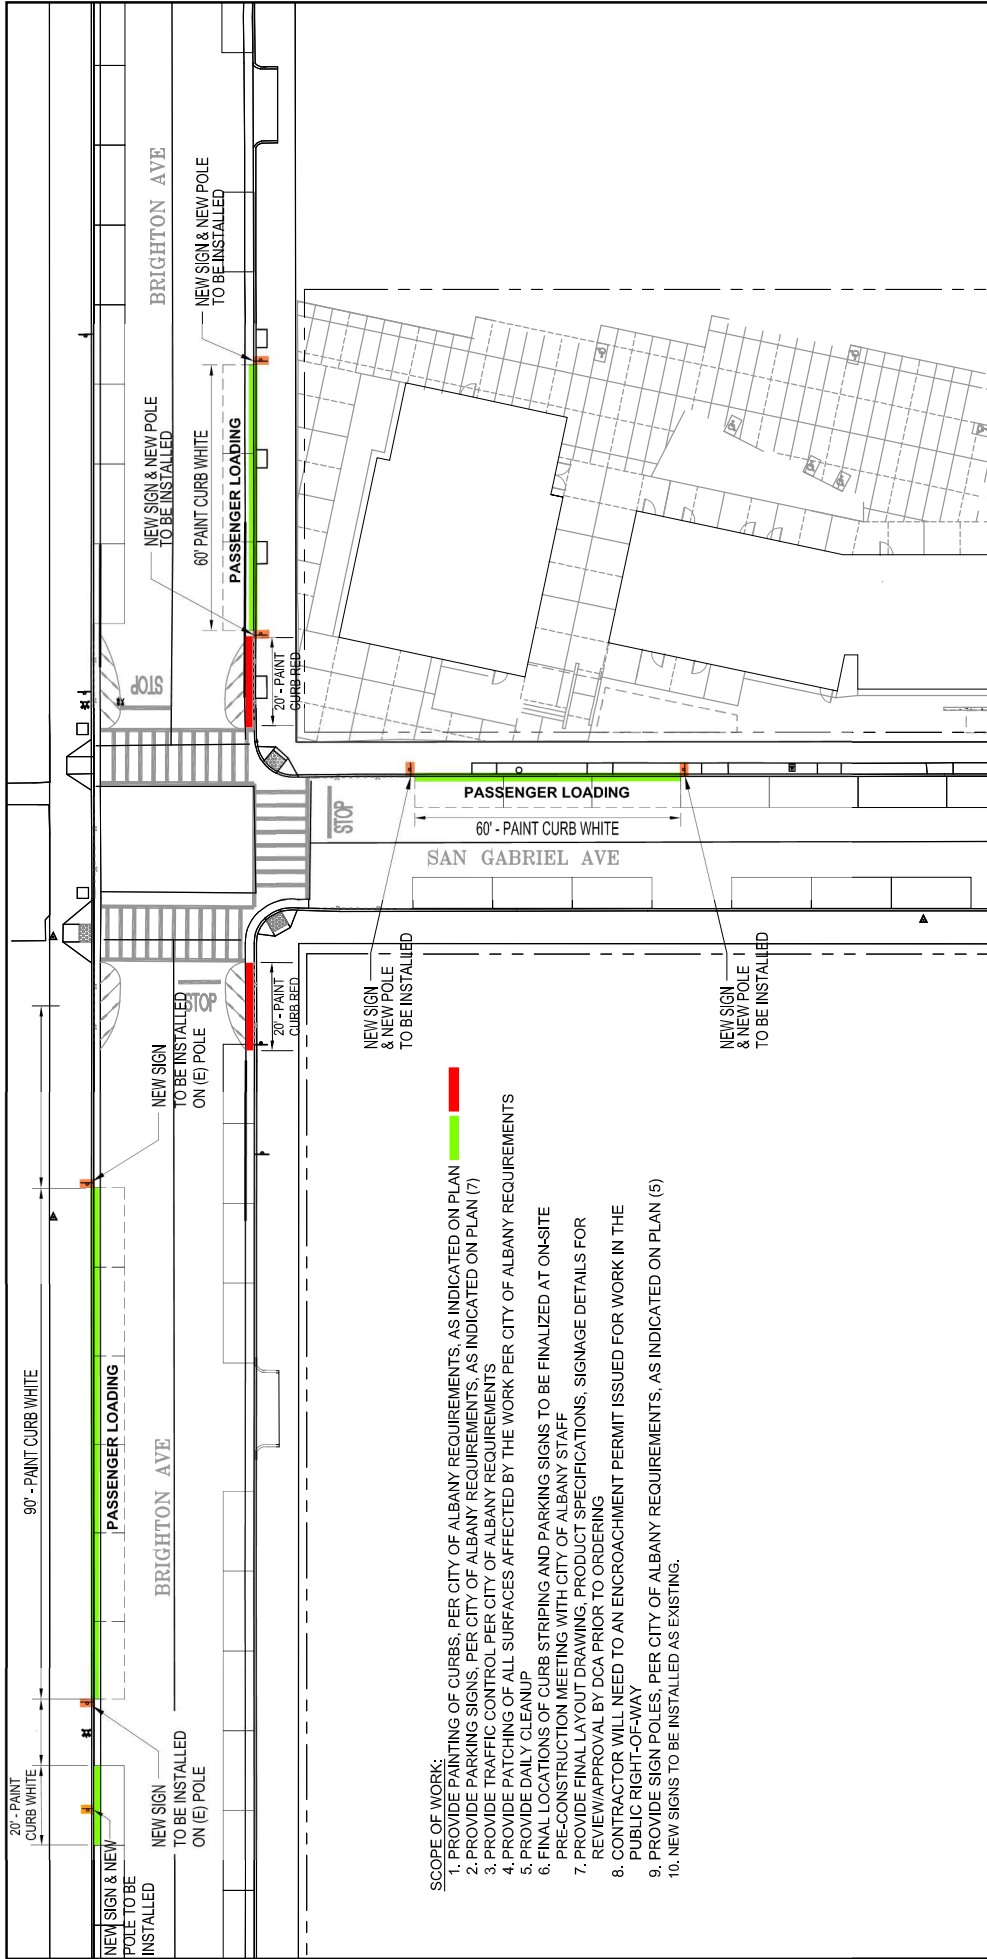 20' - PAINT
CURB WHITE
90' - PAINT CURB WHITE
NEW SIGN & NEW
POLE TO BE
INSTALLED
NEW SIGN
TO BE INSTALLED
ON (E) POLE
PASSENGER LOADING
BRIGHTON AVE
NEW SIGN
TO BE INSTALLED
ON (E) POLE
STOP
20' - PAINT
CURB RED
STOP
BRIGHTON AVE
NEW SIGN & NEW POLE
TO BE INSTALLED
NEW SIGN & NEW POLE
TO BE INSTALLED
60' PAINT CURB WHITE
PASSENGER LOADING
20' - PAINT
CURB RED
STOP
PASSENGER LOADING
60' - PAINT CURB WHITE
SAN GABRIEL AVE
NEW SIGN
& NEW POLE
TO BE INSTALLED
NEW SIGN
& NEW POLE
TO BE INSTALLED
SCOPE OF WORK:
1. PROVIDE PAINTING OF CURBS, PER CITY OF ALBANY REQUIREMENTS, AS INDICATED ON PLAN
2. PROVIDE PARKING SIGNS, PER CITY OF ALBANY REQUIREMENTS, AS INDICATED ON PLAN (7)
3. PROVIDE TRAFFIC CONTROL PER CITY OF ALBANY REQUIREMENTS
4. PROVIDE PATCHING OF ALL SURFACES AFFECTED BY THE WORK PER CITY OF ALBANY REQUIREMENTS
5. PROVIDE DAILY CLEANUP
6. FINAL LOCATIONS OF CURB STRIPING AND PARKING SIGNS TO BE FINALIZED AT ON-SITE
PRE-CONSTRUCTION MEETING WITH CITY OF ALBANY STAFF
7. PROVIDE FINAL LAYOUT DRAWING, PRODUCT SPECIFICATIONS, SIGNAGE DETAILS FOR
REVIEW/APPROVAL BY DCA PRIOR TO ORDERING
8. CONTRACTOR WILL NEED TO AN ENCROACHMENT PERMIT ISSUED FOR WORK IN THE
PUBLIC RIGHT-OF-WAY
9. PROVIDE SIGN POLES, PER CITY OF ALBANY REQUIREMENTS, AS INDICATED ON PLAN (5)
10. NEW SIGNS TO BE INSTALLED AS EXISTING.